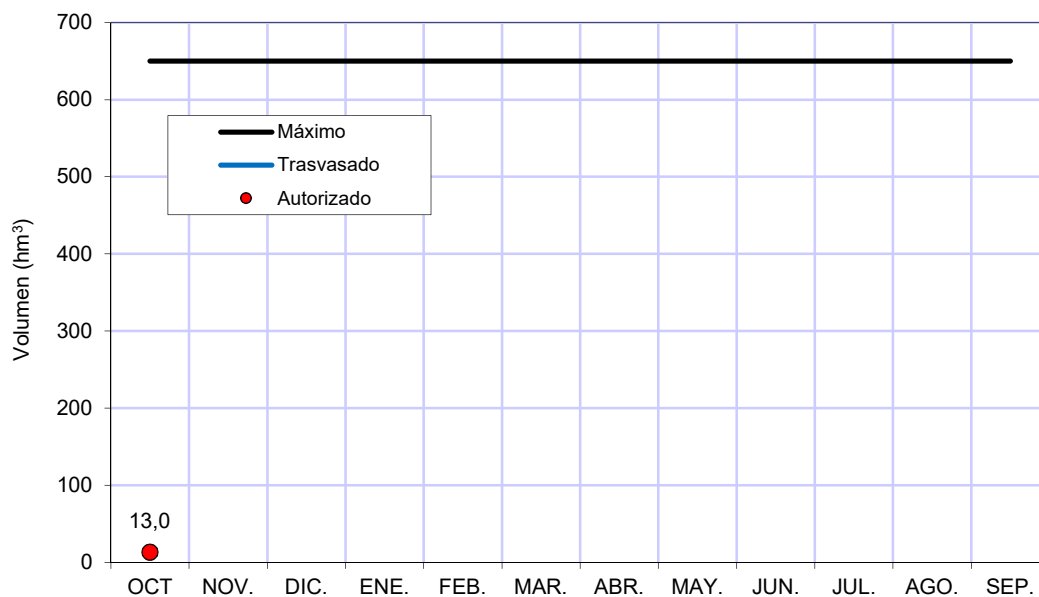 700
600
500
400
300
200
100
0
Volumen (hm³)
Máximo
Trasvasado
Autorizado
13,0
OCT NOV. DIC. ENE. FEB. MAR. ABR. MAY. JUN. JUL. AGO. SEP.